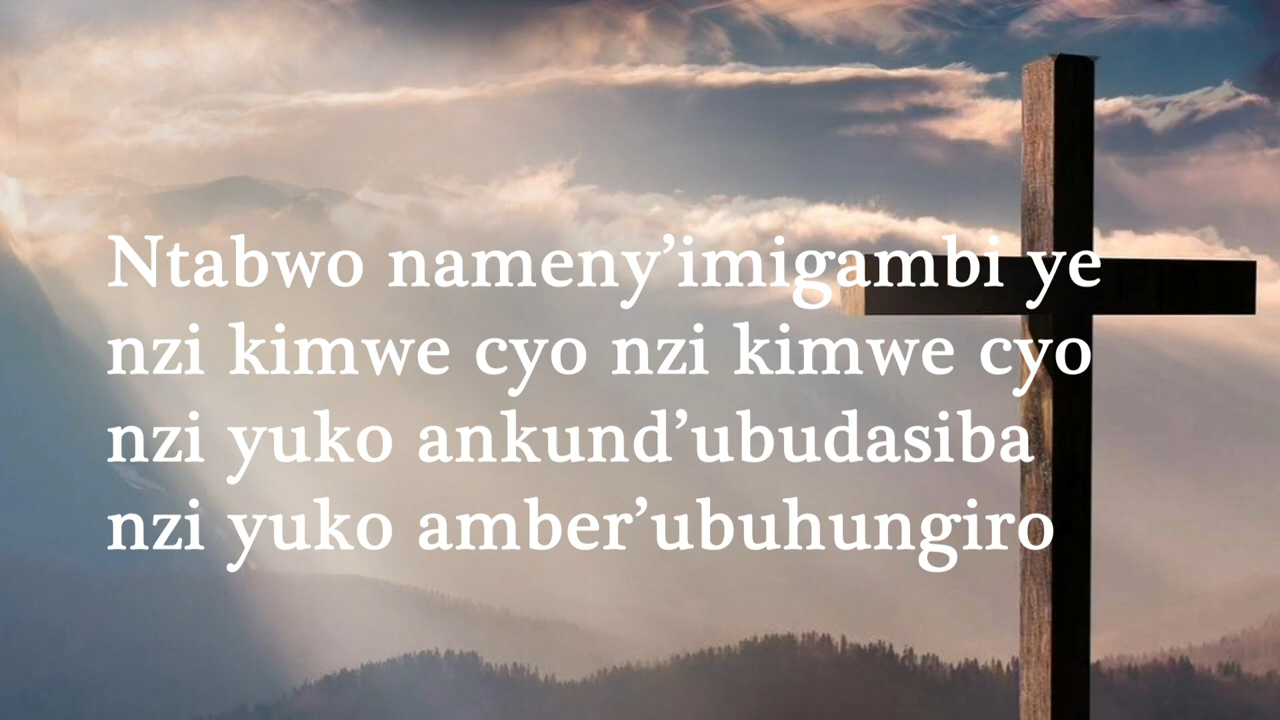 Ntabwo nameny’imigambi ye
nzi kimwe cyo nzi kimwe cyo
nzi yuko ankund’ubudasiba
nzi yuko amber’ubuhungiro